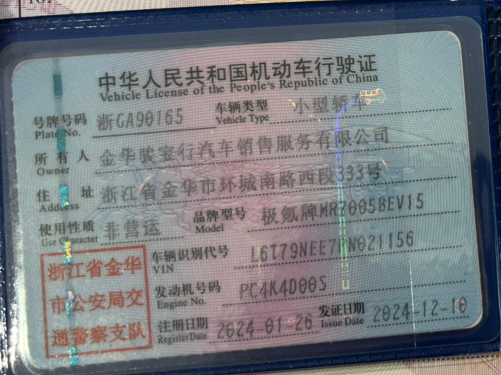 中华人民共和国机动车行驶证
Vehicle License of the People's Republic of China
号牌号码 浙GA90165 车辆类型 小型轿车
Plate No. Vehicle Type
所有人 金华骏宝行汽车销售服务有限公司
Owner
住址 浙江省金华市环城南路西段333号
Address
使用性质 非营运 品牌型号 极氪牌MR7005BEV15
Use Character Model
浙江省金华
市公安局交
通警察支队
车辆识别代号
VIN
发动机号码 PC4K4D00S
Engine No.
注册日期 2024-01-26 发证日期 2024-12-10
Register Date Issue Date